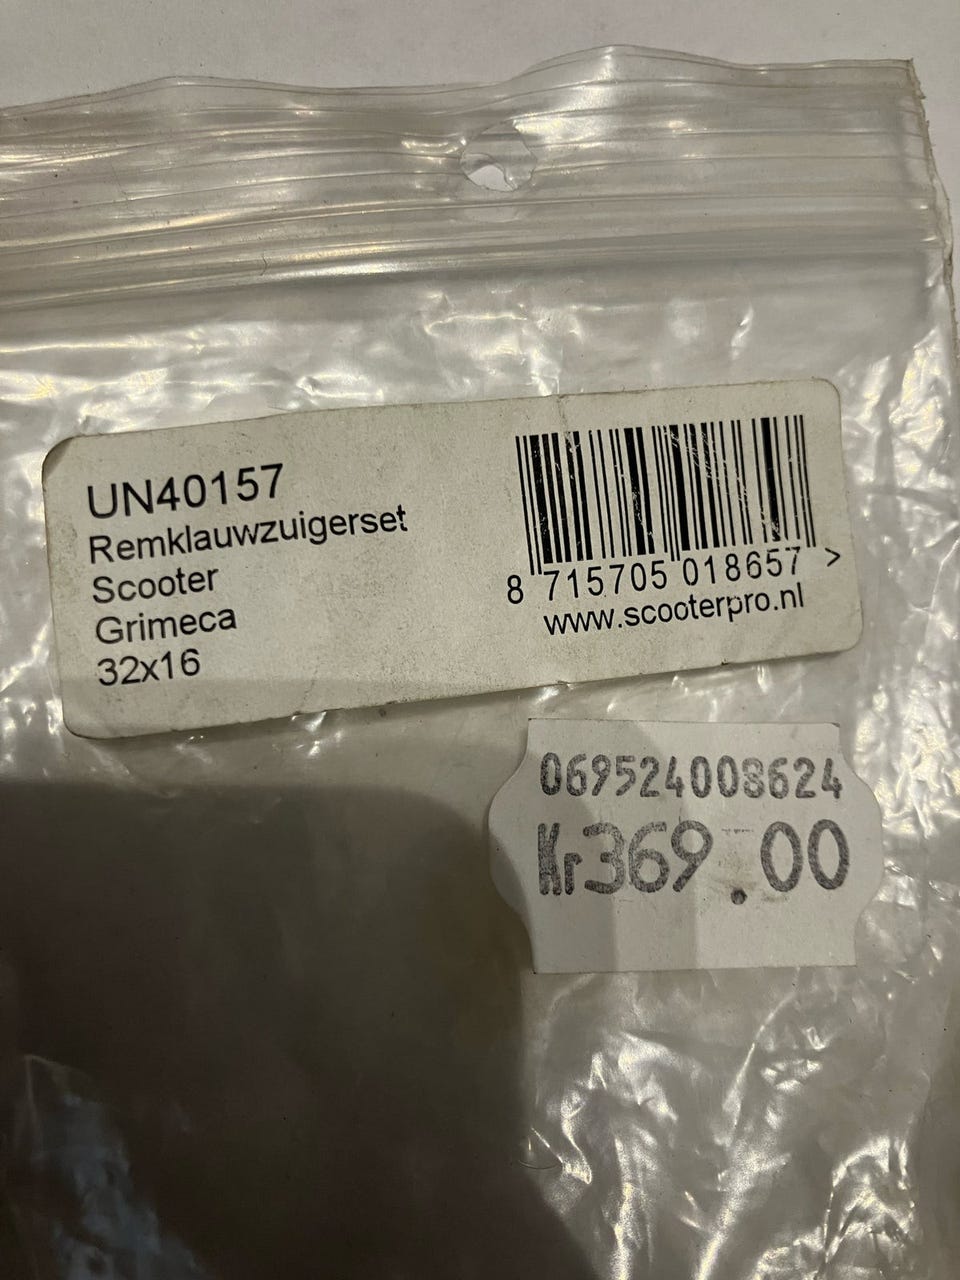 UN40157
Remklauwzuigerset
Scooter
Grimeca
32x16
8 715705 018657 >
www.scooterpro.nl
069524008624
Kr369.00